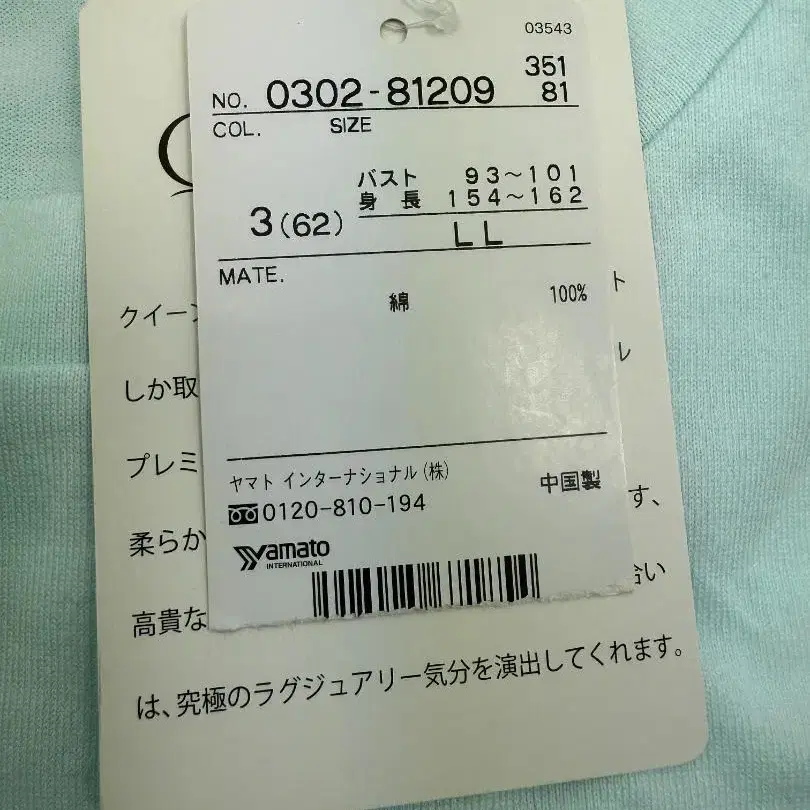 03543
351
NO. 0302-81209 81
COL. SIZE
バスト 93～101
3(62) 身長 154～162
LL
MATE.
綿 100%
ヤマト インターナショナル(株)
0120-810-194 中国製
Yamato
INTERNATIONAL
クイーン
ト
しか取
ル
プレミ
柔らか
す、
高貴な
合い
は、究極のラグジュアリー気分を演出してくれます。